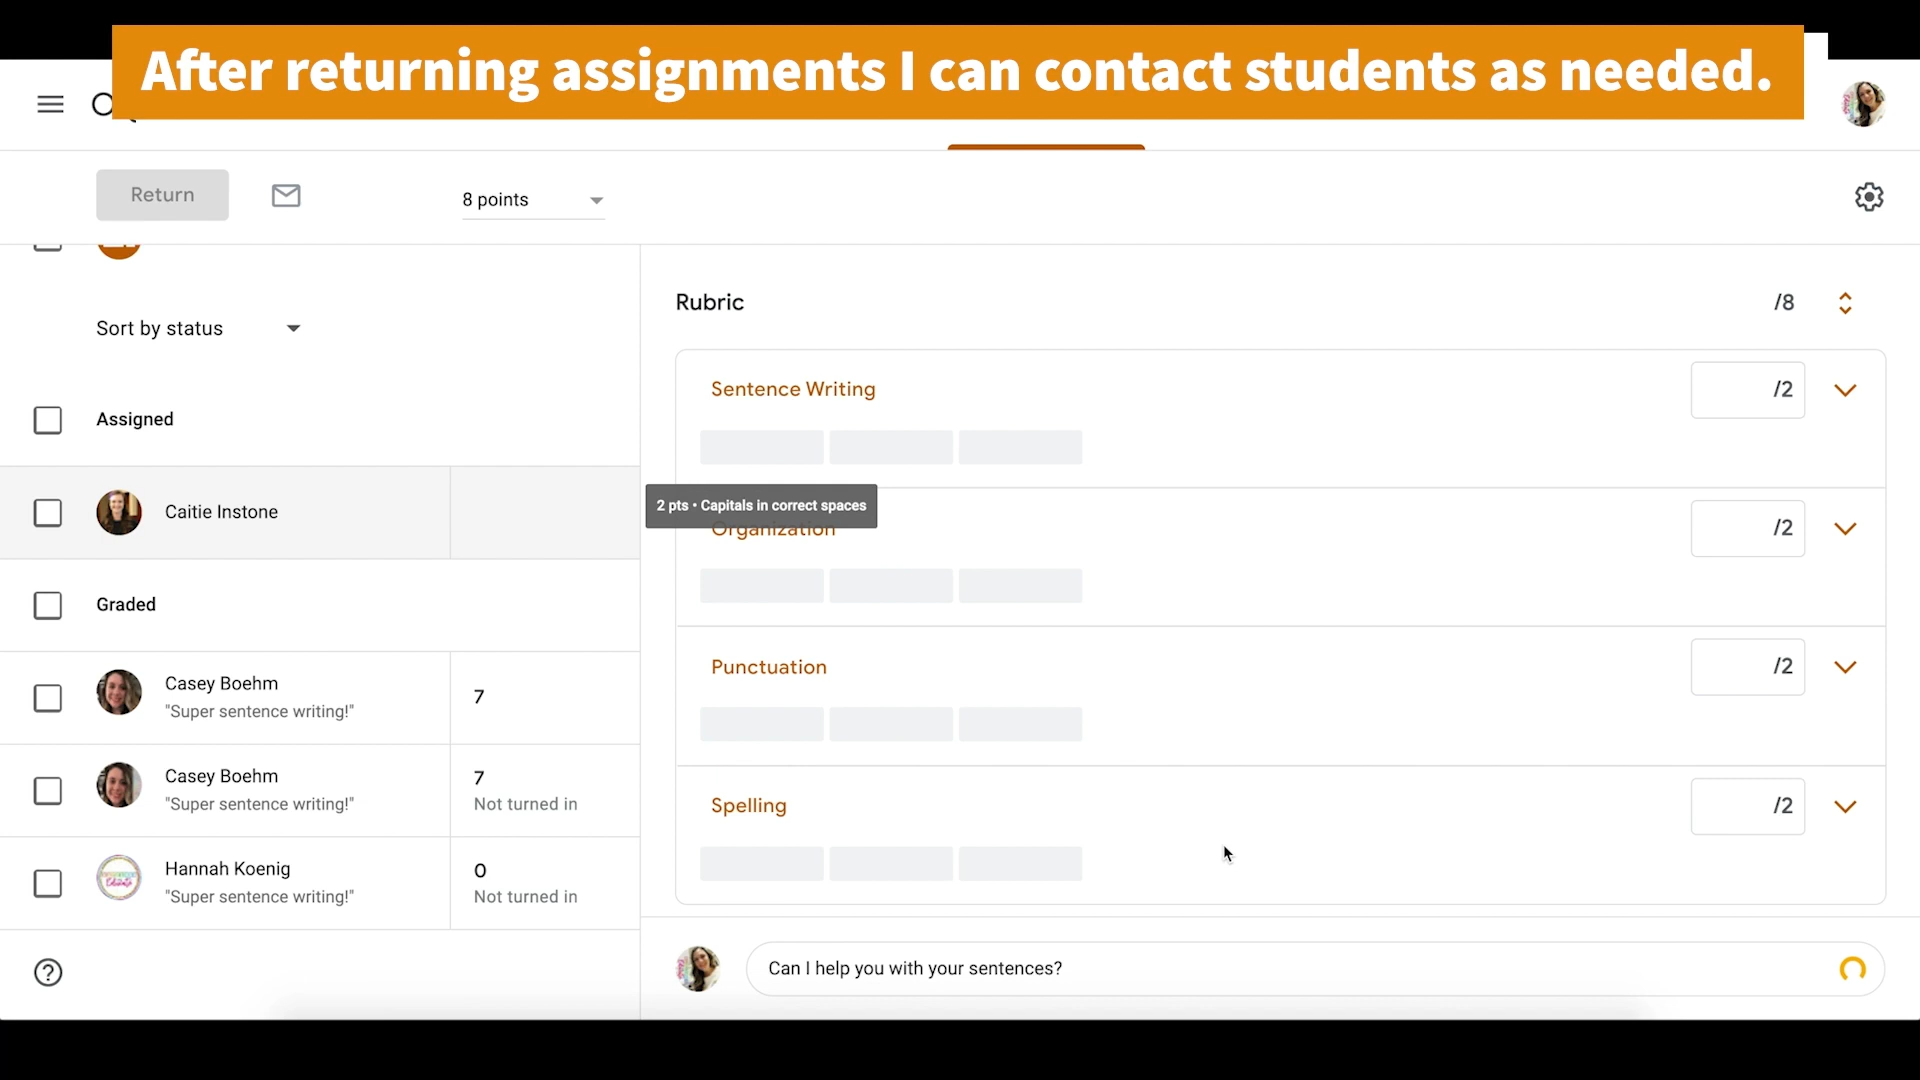 After returning assignments I can contact students as needed.
Return
8 points
Sort by status
Assigned
Caitie Instone
Graded
Casey Boehm
"Super sentence writing!"
7
Casey Boehm
"Super sentence writing!"
7
Not turned in
Hannah Koenig
"Super sentence writing!"
0
Not turned in
Rubric
/8
Sentence Writing
/2
2 pts • Capitals in correct spaces
Organization
/2
Punctuation
/2
Spelling
/2
Can I help you with your sentences?